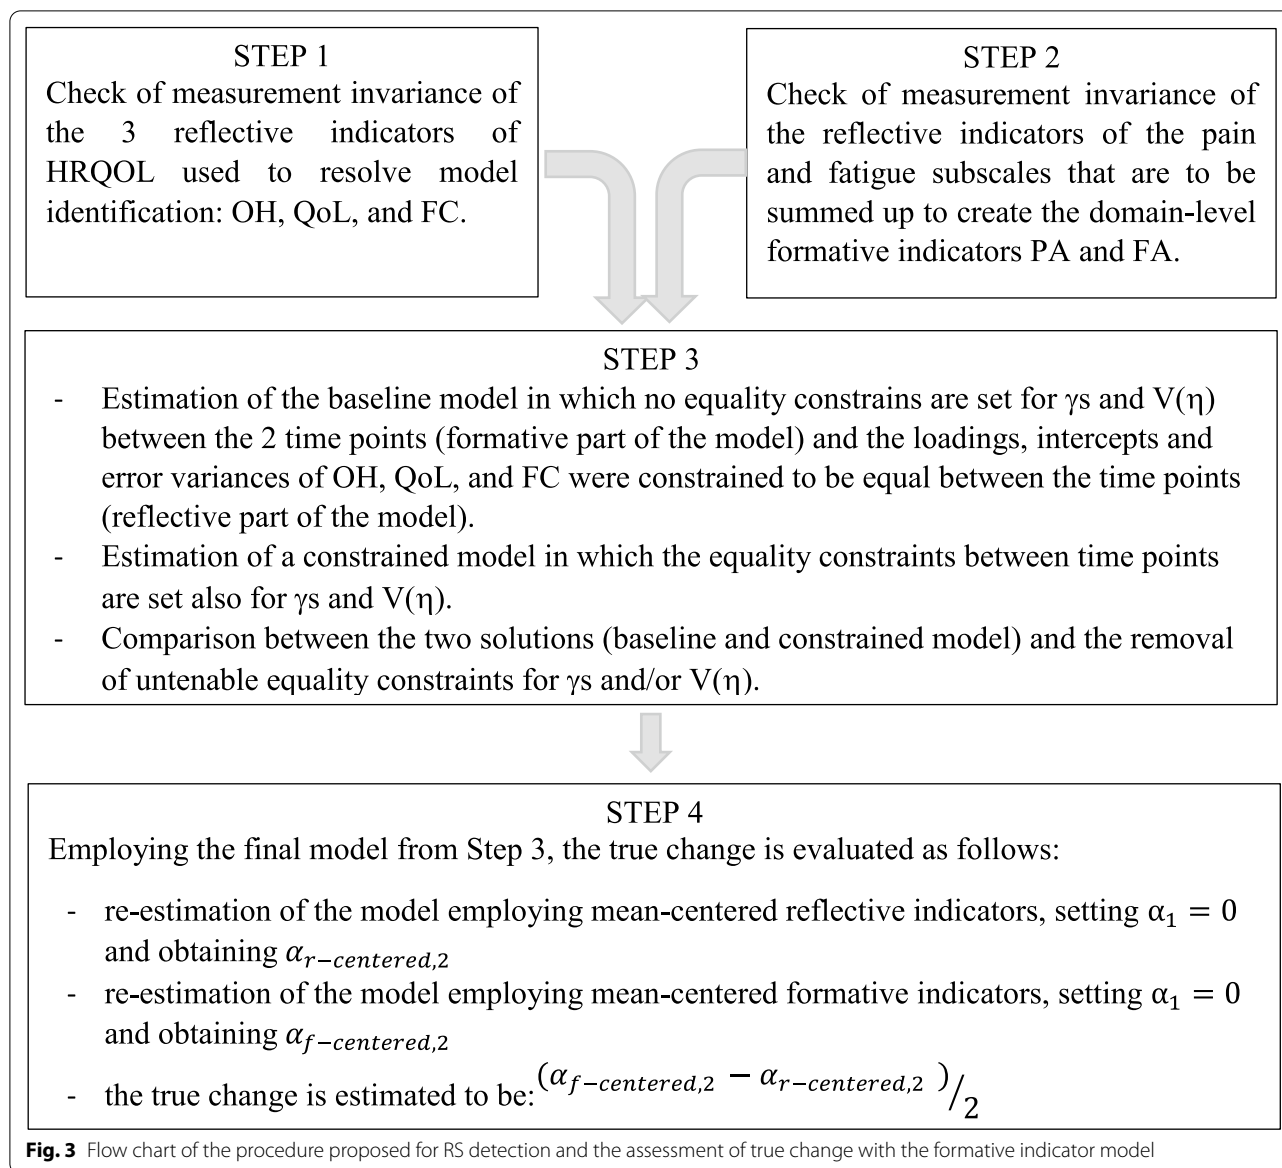 STEP 1
Check of measurement invariance of
the 3 reflective indicators of
HRQOL used to resolve model
identification: OH, QoL, and FC.
STEP 2
Check of measurement invariance of
the reflective indicators of the pain
and fatigue subscales that are to be
summed up to create the domain-level
formative indicators PA and FA.
STEP 3
- Estimation of the baseline model in which no equality constrains are set for γs and V(η)
between the 2 time points (formative part of the model) and the loadings, intercepts and
error variances of OH, QoL, and FC were constrained to be equal between the time points
(reflective part of the model).
- Estimation of a constrained model in which the equality constraints between time points
are set also for γs and V(η).
- Comparison between the two solutions (baseline and constrained model) and the removal
of untenable equality constraints for γs and/or V(η).
STEP 4
Employing the final model from Step 3, the true change is evaluated as follows:
- re-estimation of the model employing mean-centered reflective indicators, setting α₁ = 0
and obtaining α_{r−centered,2}
- re-estimation of the model employing mean-centered formative indicators, setting α₁ = 0
and obtaining α_{f−centered,2}
- the true change is estimated to be: (α_{f−centered,2} − α_{r−centered,2})/2
Fig. 3 Flow chart of the procedure proposed for RS detection and the assessment of true change with the formative indicator model